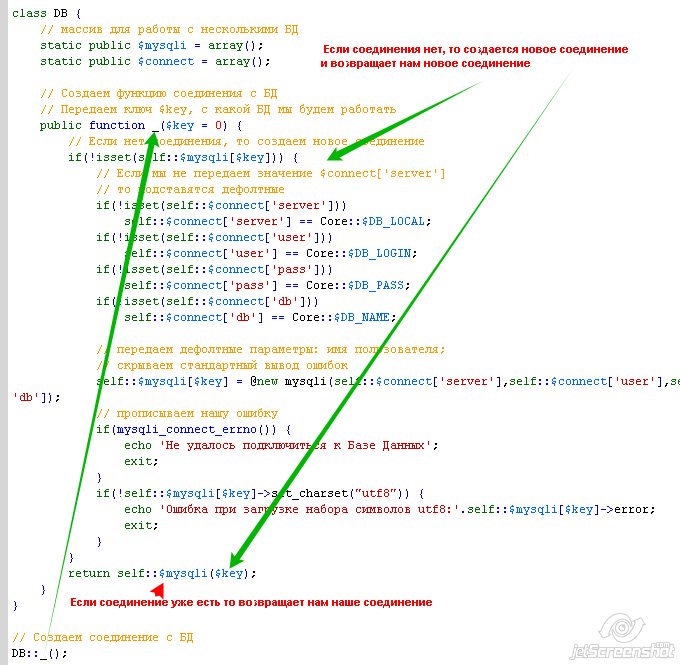 class DB {
// массив для работы с несколькими БД
static public $mysqli = array();
static public $connect = array();
Если соединения нет, то создается новое соединение
и возвращает нам новое соединение
// Создаем функцию соединения с БД
// Передаем ключ $key, с какой БД мы будем работать
public function _($key = 0) {
// Если нет соединения, то создаем новое соединение
if(!isset(self::$mysqli[$key])) {
// Если мы не передаем значение $connect['server']
// то подставятся дефолтные
if(!isset(self::$connect['server']))
self::$connect['server'] == Core::$DB_LOCAL;
if(!isset(self::$connect['user']))
self::$connect['user'] == Core::$DB_LOGIN;
if(!isset(self::$connect['pass']))
self::$connect['pass'] == Core::$DB_PASS;
if(!isset(self::$connect['db']))
self::$connect['db'] == Core::$DB_NAME;
// передаем дефолтные параметры: имя пользователя;
// скрываем стандартный вывод ошибок
self::$mysqli[$key] = @new mysqli(self::$connect['server'],self::$connect['user'],se
'db']);
// прописываем нашу ошибку
if(mysqli_connect_errno()) {
echo 'Не удалось подключиться к Базе Данных';
exit;
}
if(!self::$mysqli[$key]->set_charset("utf8")) {
echo 'Ошибка при загрузке набора символов utf8:'.self::$mysqli[$key]->error;
exit;
}
}
return self::$mysqli($key);
}
Если соединение уже есть то возвращает нам наше соединение
}
// Создаем соединение с БД
DB::_();
jetScreenshot.com